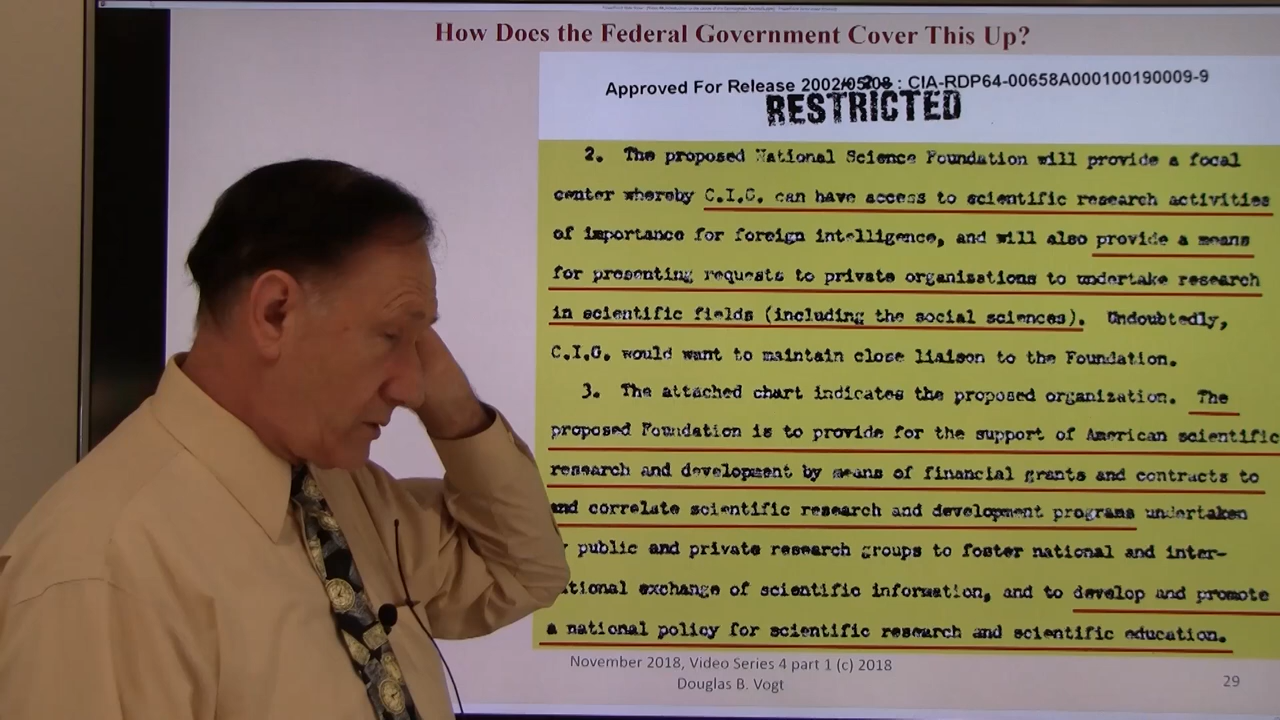 How Does the Federal Government Cover This Up?
Approved For Release 2002/05/08 : CIA-RDP64-00658A000100190009-9
RESTRICTED
2. The proposed National Science Foundation will provide a focal
center whereby C.I.G. can have access to scientific research activities
of importance for foreign intelligence, and will also provide a means
for presenting requests to private organizations to undertake research
in scientific fields (including the social sciences). Undoubtedly,
C.I.G. would want to maintain close liaison to the Foundation.
3. The attached chart indicates the proposed organization. The
proposed Foundation is to provide for the support of American scientific
research and development by means of financial grants and contracts to
and correlate scientific research and development programs undertaken
public and private research groups to foster national and inter-
tional exchange of scientific information, and to develop and promote
a national policy for scientific research and scientific education.
November 2018, Video Series 4 part 1 (c) 2018
Douglas B. Vogt
29